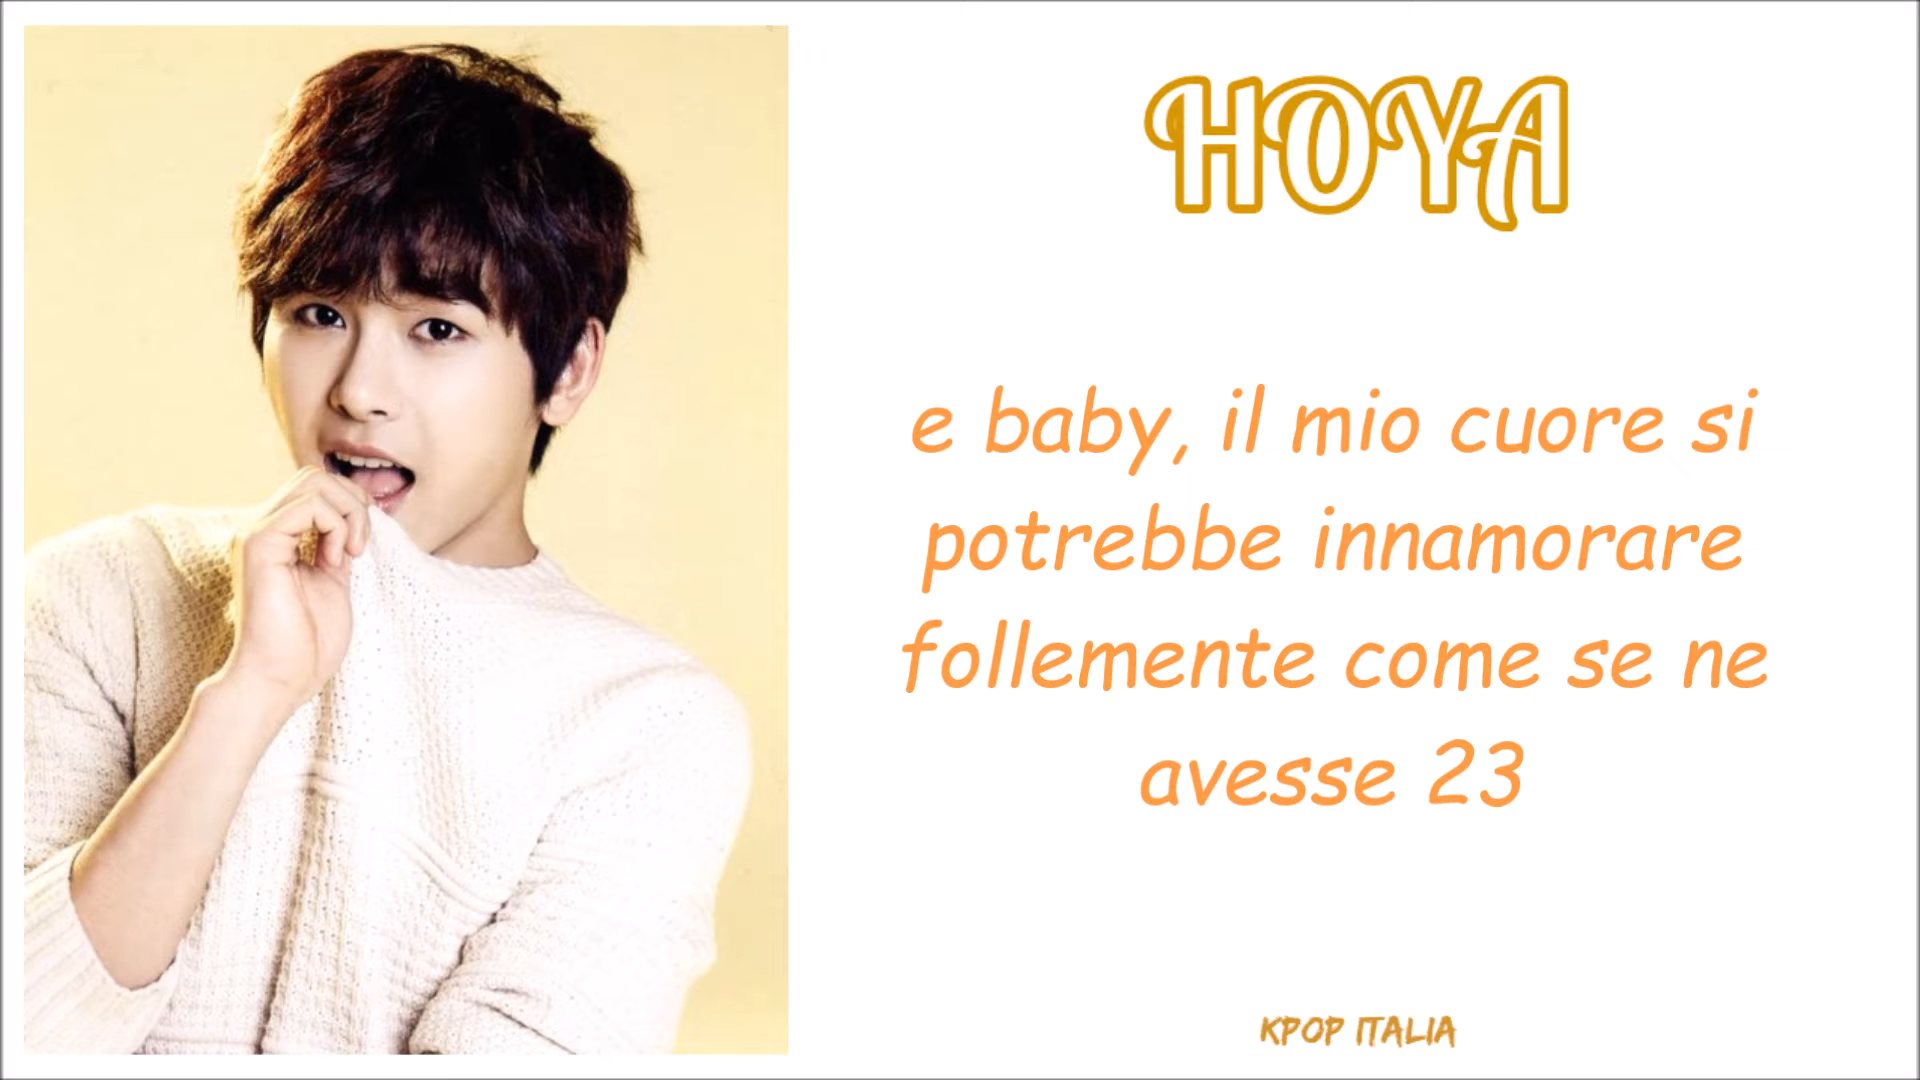 HOYA
e baby, il mio cuore si
potrebbe innamorare
follemente come se ne
avesse 23
KPOP ITALIA